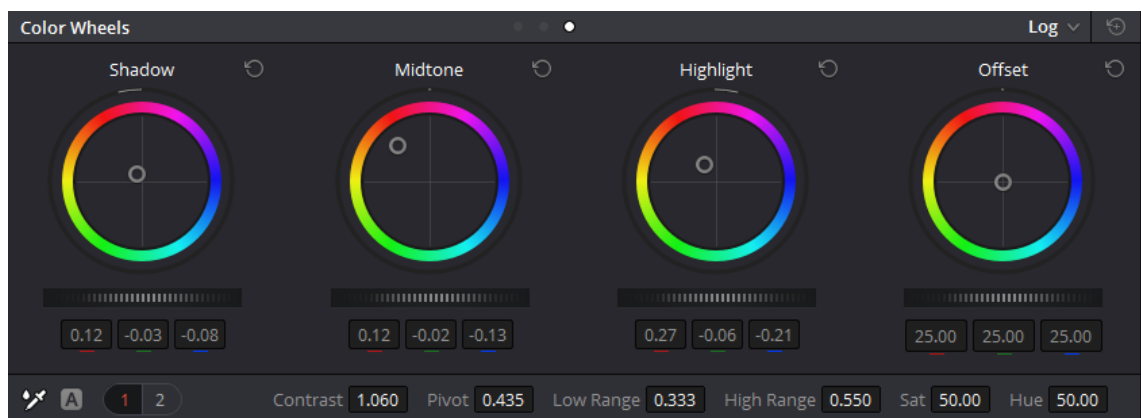 Color Wheels Log
Shadow Midtone Highlight Offset
0.12 -0.03 -0.08 0.12 -0.02 -0.13 0.27 -0.06 -0.21 25.00 25.00 25.00
A 1 2 Contrast 1.060 Pivot 0.435 Low Range 0.333 High Range 0.550 Sat 50.00 Hue 50.00